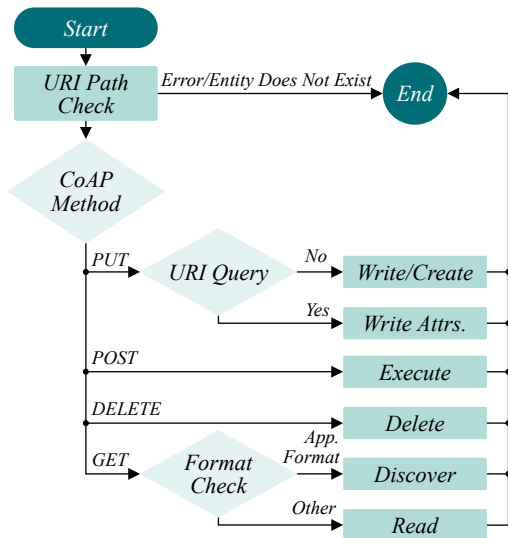 Start
URI Path
Check
Error/Entity Does Not Exist
End
CoAP
Method
PUT
URI Query
No
Write/Create
Yes
Write Attrs.
POST
Execute
DELETE
Delete
GET
Format
Check
App.
Format
Discover
Other
Read